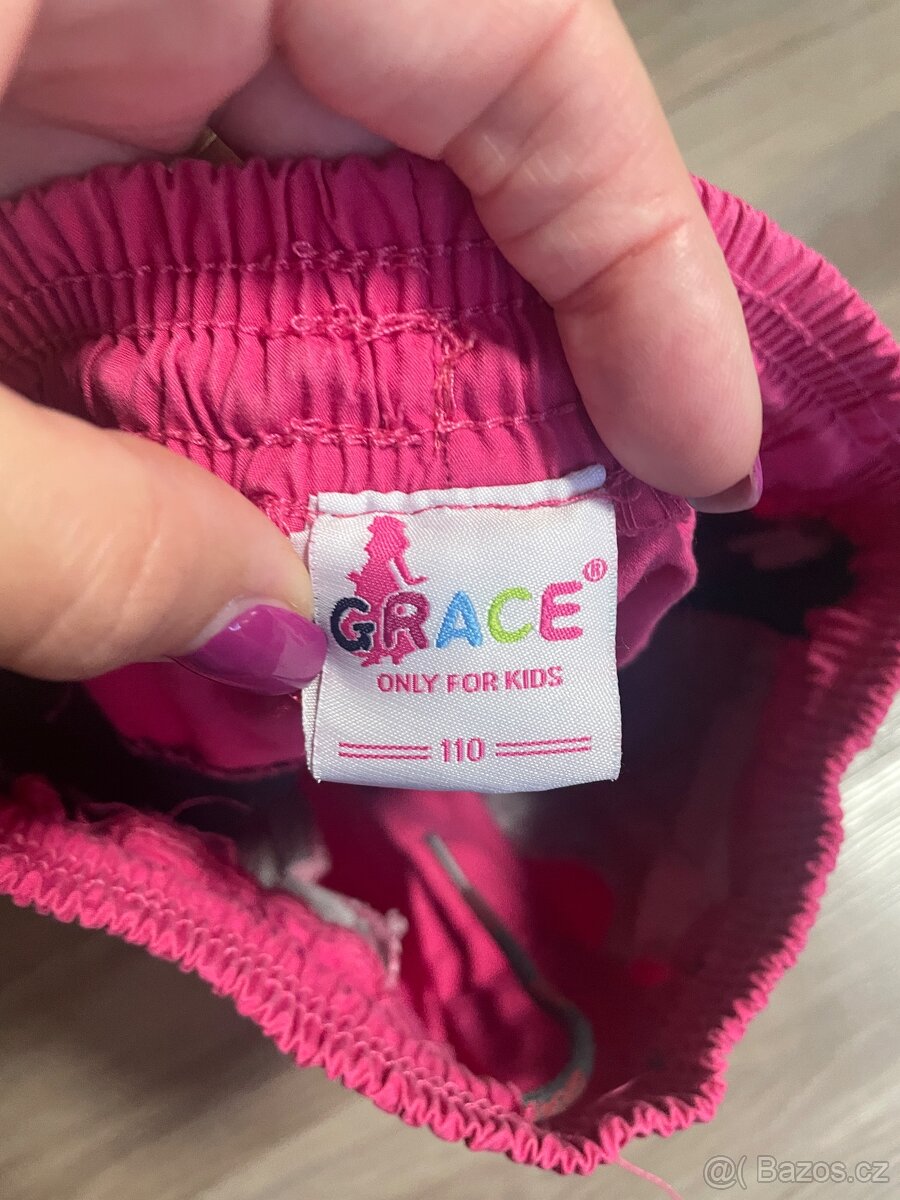 GRACE®
ONLY FOR KIDS
110
@( Bazos.cz